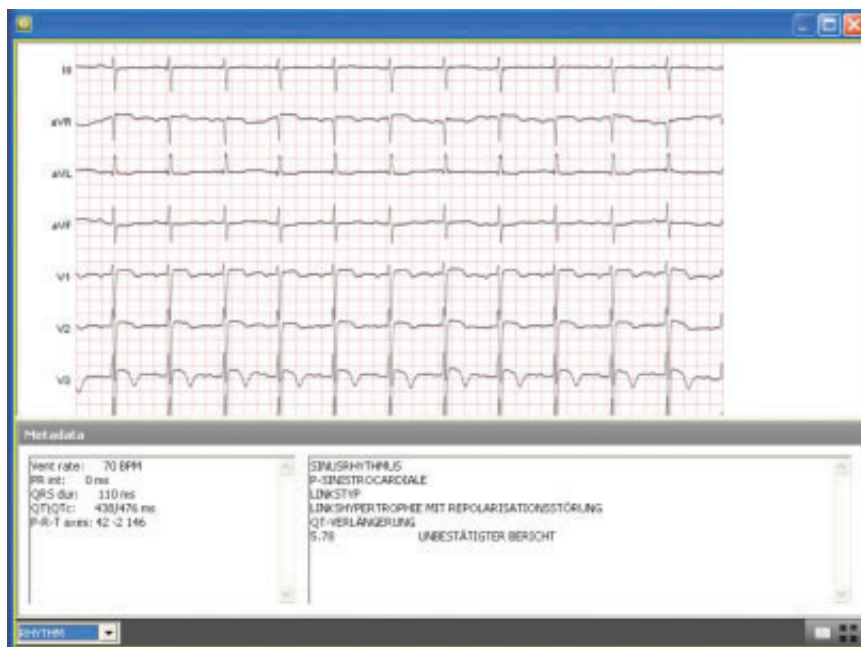 III
aVR
aVL
aVF
V1
V2
V3
Metadata
Vent rate: 70 BPM
PR int: 0 ms
QRS dur: 110 ms
QT\QTc: 438/476 ms
P-R-T axes: 42 -2 146
SINUSRHYTHMUS
P-SINISTROCARDIALE
LINKSTYP
LINKSHYPERTROPHIE MIT REPOLARISATIONSSTÖRUNG
QT-VERLÄNGERUNG
5.78 UNBESTÄTIGTER BERICHT
RHYTHM